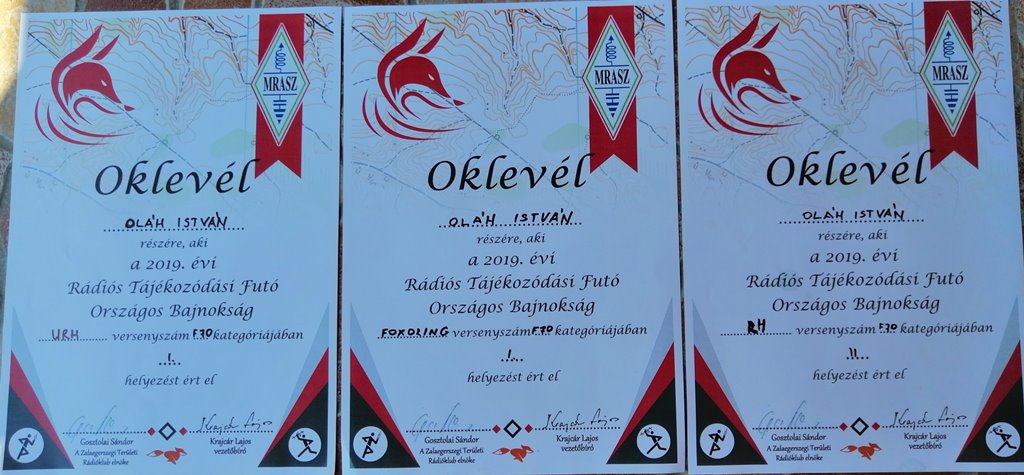 MRASZ
Oklevél
OLÁH ISTVÁN
részére, aki
a 2019. évi
Rádiós Tájékozódási Futó
Országos Bajnokság
URH versenyszám F70 kategóriájában
I.
helyezést ért el
Gosztolai Sándor
A Zalaegerszegi Területi
Rádióklub elnöke
Krajcár Lajos
vezetőbíró
MRASZ
Oklevél
OLÁH ISTVÁN
részére, aki
a 2019. évi
Rádiós Tájékozódási Futó
Országos Bajnokság
FOXORING versenyszám F70 kategóriájában
I.
helyezést ért el
Gosztolai Sándor
A Zalaegerszegi Területi
Rádióklub elnöke
Krajcár Lajos
vezetőbíró
MRASZ
Oklevél
OLÁH ISTVÁN
részére, aki
a 2019. évi
Rádiós Tájékozódási Futó
Országos Bajnokság
RH versenyszám F70 kategóriájában
II.
helyezést ért el
Gosztolai Sándor
A Zalaegerszegi Területi
Rádióklub elnöke
Krajcár Lajos
vezetőbíró